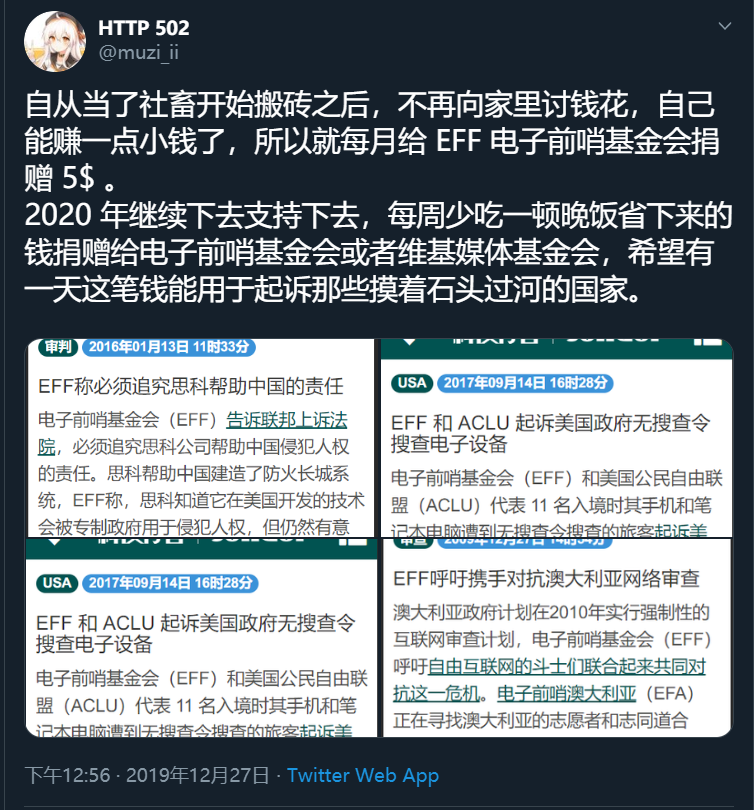 HTTP 502
@muzi_ii
自从当了社畜开始搬砖之后，不再向家里讨钱花，自己
能赚一点小钱了，所以就每月给 EFF 电子前哨基金会捐
赠 5$ 。
2020 年继续下去支持下去，每周少吃一顿晚饭省下来的
钱捐赠给电子前哨基金会或者维基媒体基金会，希望有
一天这笔钱能用于起诉那些摸着石头过河的国家。
审判 2016年01月13日 11时33分
EFF称必须追究思科帮助中国的责任
电子前哨基金会（EFF）告诉联邦上诉法
院，必须追究思科公司帮助中国侵犯人权
的责任。思科帮助中国建造了防火长城系
统，EFF称，思科知道它在美国开发的技术
会被专制政府用于侵犯人权，但仍然有意
USA 2017年09月14日 16时28分
EFF 和 ACLU 起诉美国政府无搜查令
搜查电子设备
电子前哨基金会（EFF）和美国公民自由联
盟（ACLU）代表 11 名入境时其手机和笔
记本电脑遭到无搜查令搜查的旅客起诉美
USA 2017年09月14日 16时28分
EFF 和 ACLU 起诉美国政府无搜查令
搜查电子设备
电子前哨基金会（EFF）和美国公民自由联
盟（ACLU）代表 11 名入境时其手机和笔
记本电脑遭到无搜查令搜查的旅客起诉美
审查 2009年12月27日 14时54分
EFF呼吁携手对抗澳大利亚网络审查
澳大利亚政府计划在2010年实行强制性的
互联网审查计划，电子前哨基金会（EFF）
呼吁自由互联网的斗士们联合起来共同对
抗这一危机。电子前哨澳大利亚（EFA）
正在寻找澳大利亚的志愿者和志同道合
下午12:56 · 2019年12月27日 · Twitter Web App